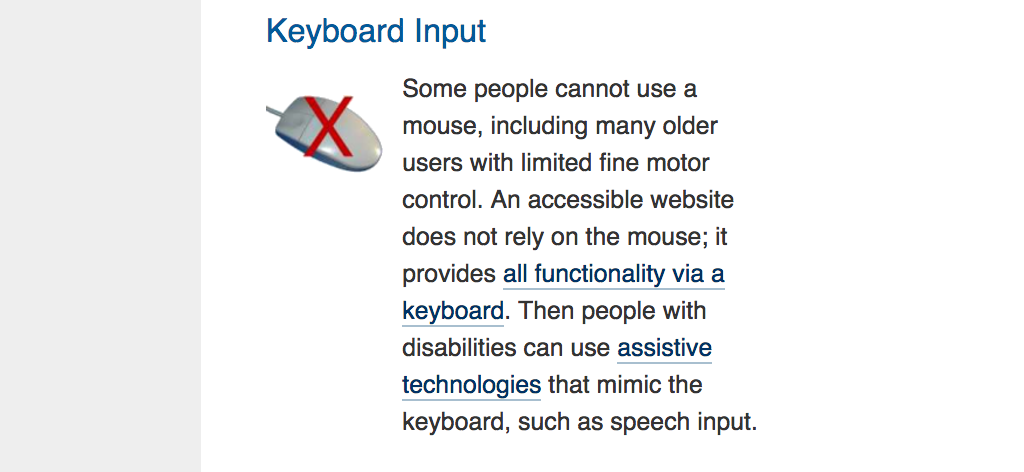 Keyboard Input
Some people cannot use a
mouse, including many older
users with limited fine motor
control. An accessible website
does not rely on the mouse; it
provides all functionality via a
keyboard. Then people with
disabilities can use assistive
technologies that mimic the
keyboard, such as speech input.